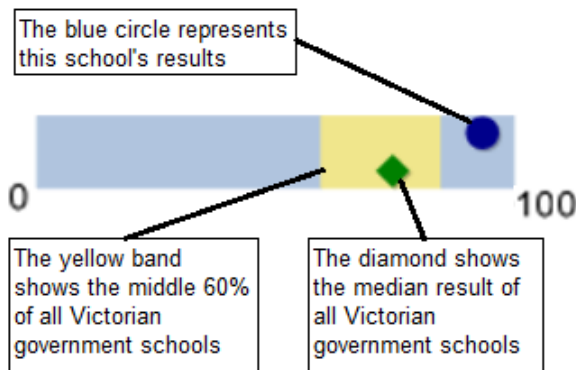 The blue circle represents
this school's results
0
100
The yellow band
shows the middle 60%
of all Victorian
government schools
The diamond shows
the median result of
all Victorian
government schools